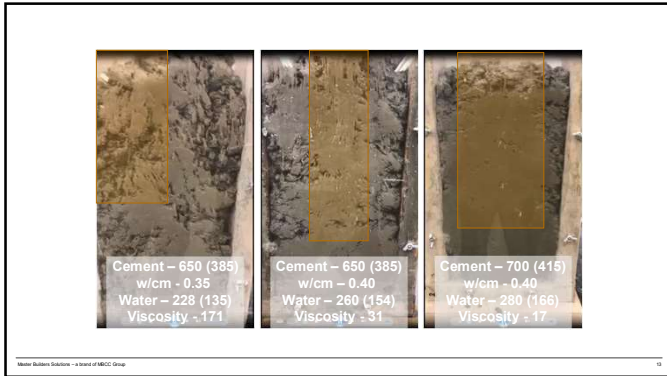 Cement – 650 (385)
w/cm - 0.35
Water – 228 (135)
Viscosity - 171
Cement – 650 (385)
w/cm – 0.40
Water – 260 (154)
Viscosity - 31
Cement – 700 (415)
w/cm - 0.40
Water – 280 (166)
Viscosity - 17
Master Builders Solutions – a brand of MBCC Group
13